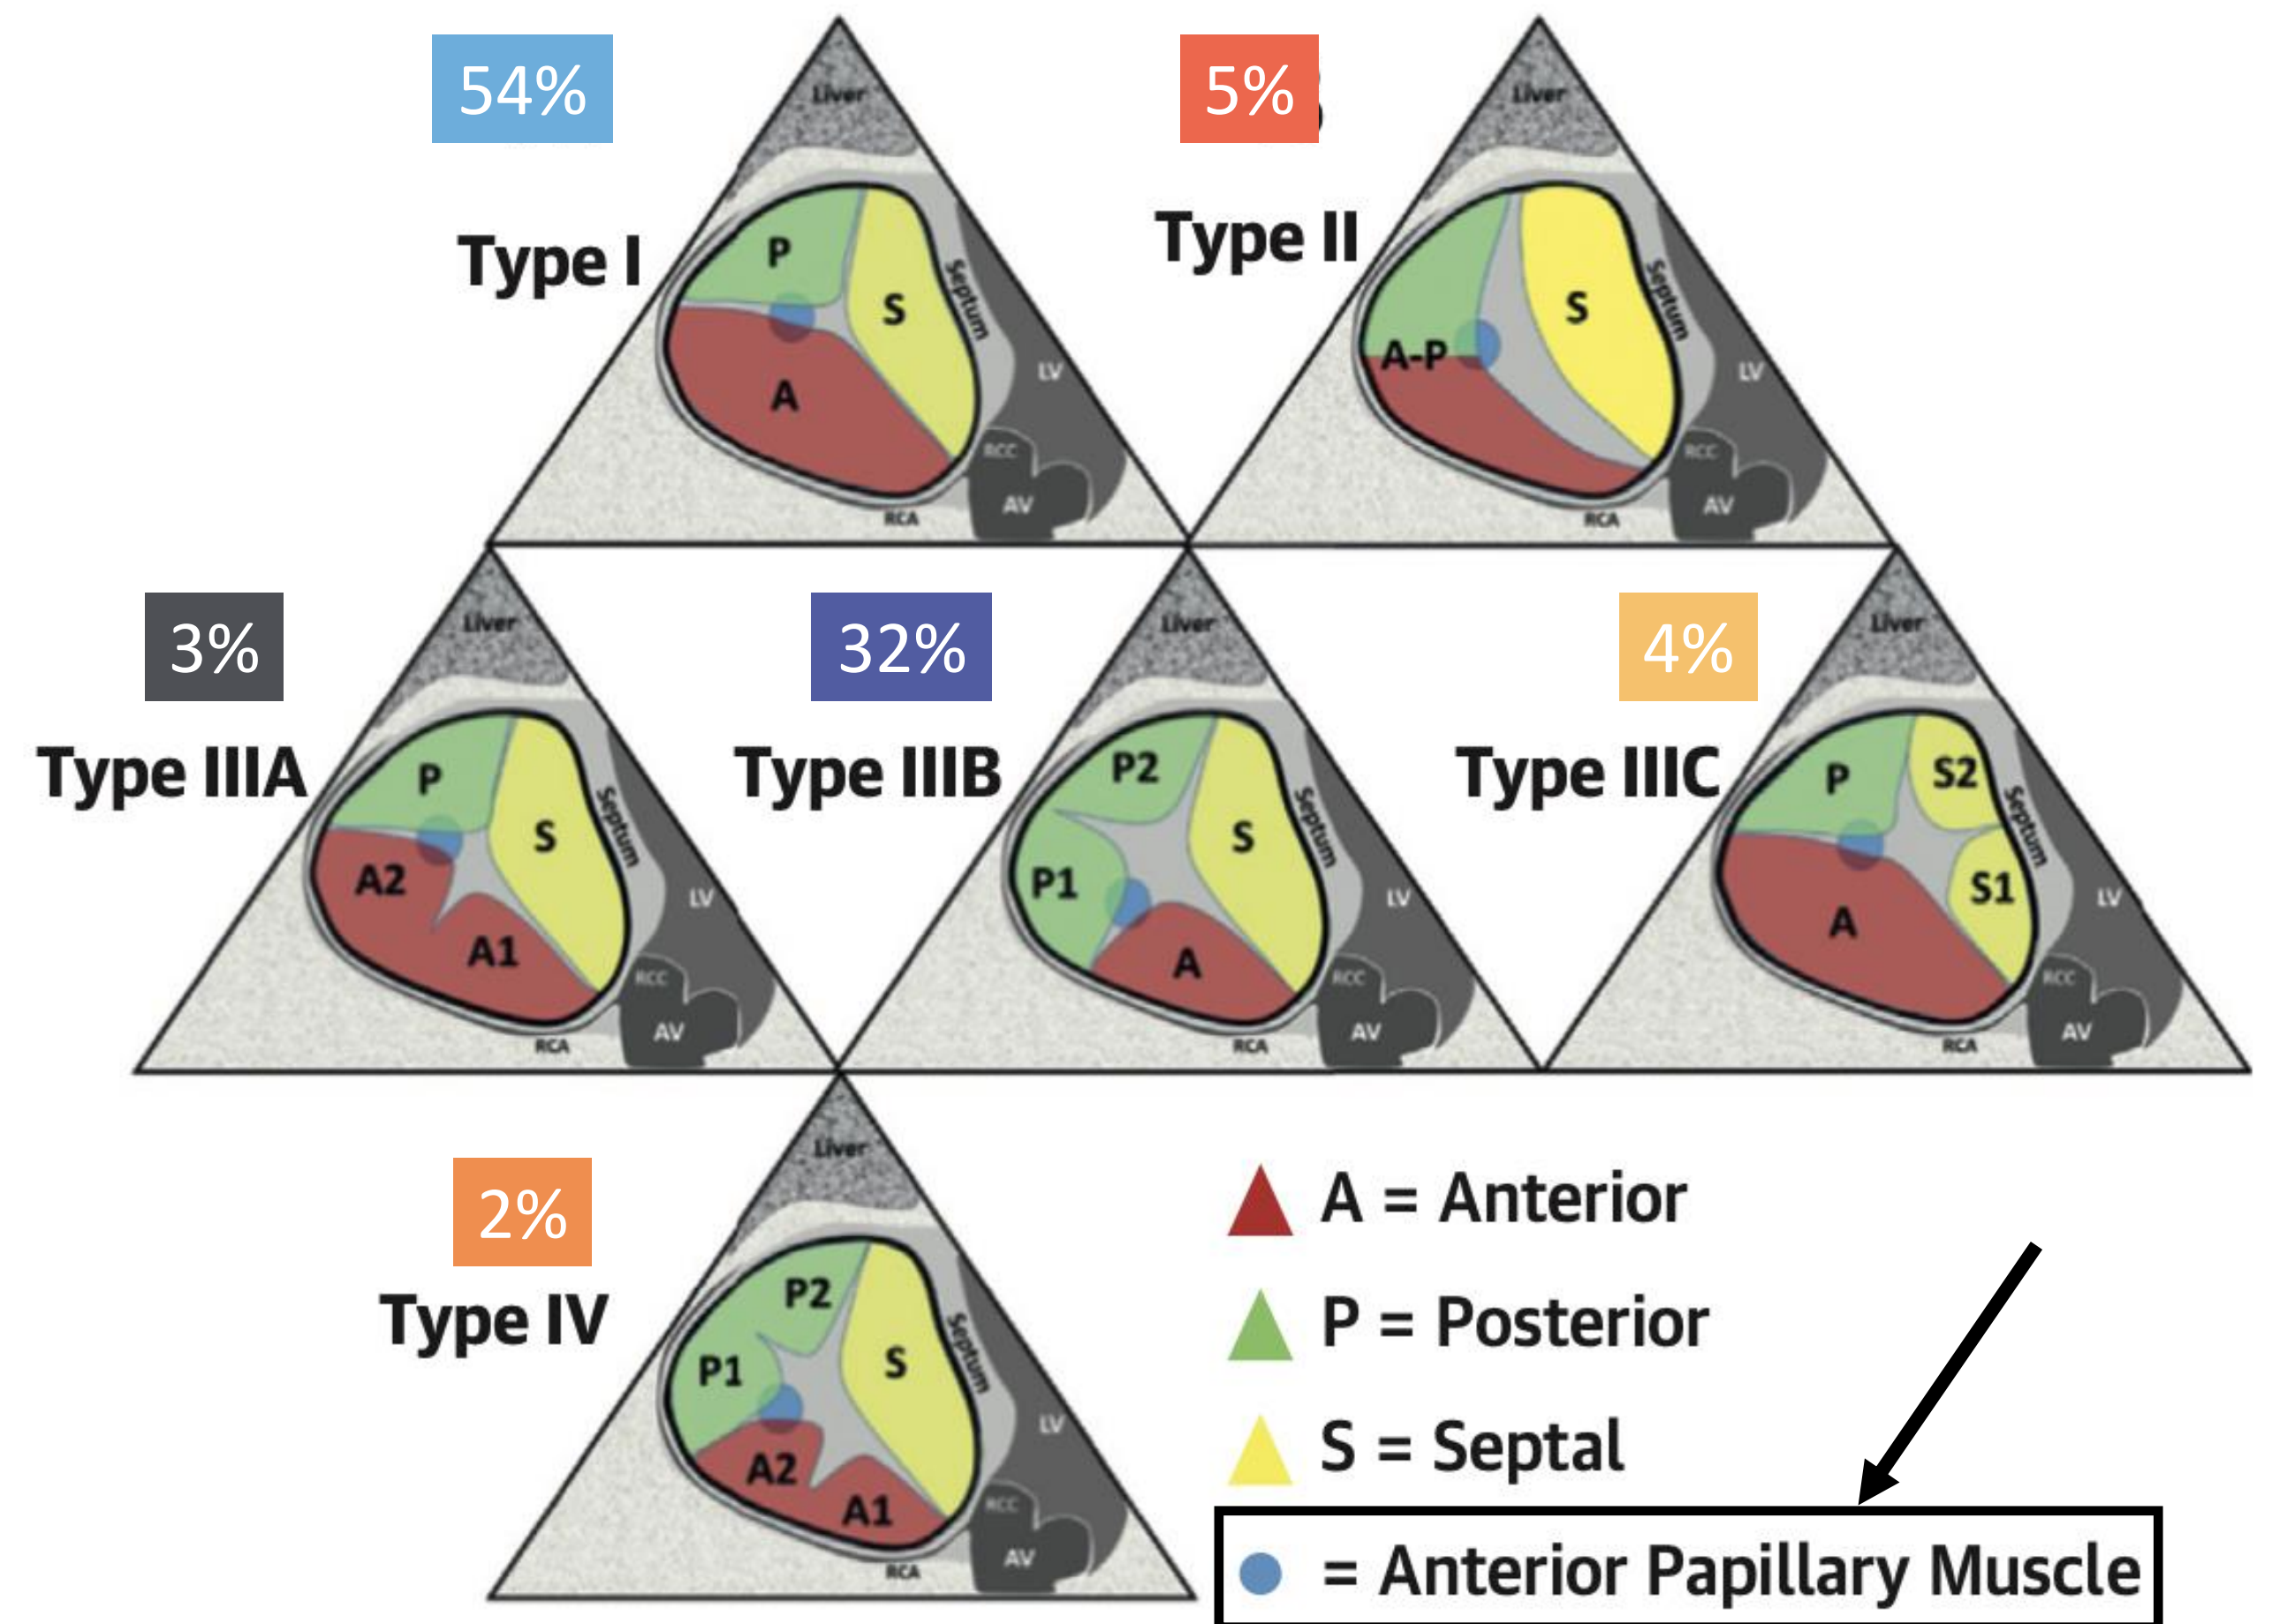 54%
5%
Type I
Liver
P
S
A
Septum
LV
RCC
AV
RCA
Type II
Liver
S
A-P
Septum
LV
RCC
AV
RCA
3%
32%
4%
Type IIIA
Liver
P
S
A2
A1
Septum
LV
RCC
AV
RCA
Type IIIB
Liver
P2
P1
S
A
Septum
LV
RCC
AV
RCA
Type IIIC
Liver
P
S2
S1
A
Septum
LV
RCC
AV
RCA
2%
Type IV
Liver
P2
P1
S
A2
A1
Septum
LV
RCC
AV
RCA
A = Anterior
P = Posterior
S = Septal
= Anterior Papillary Muscle